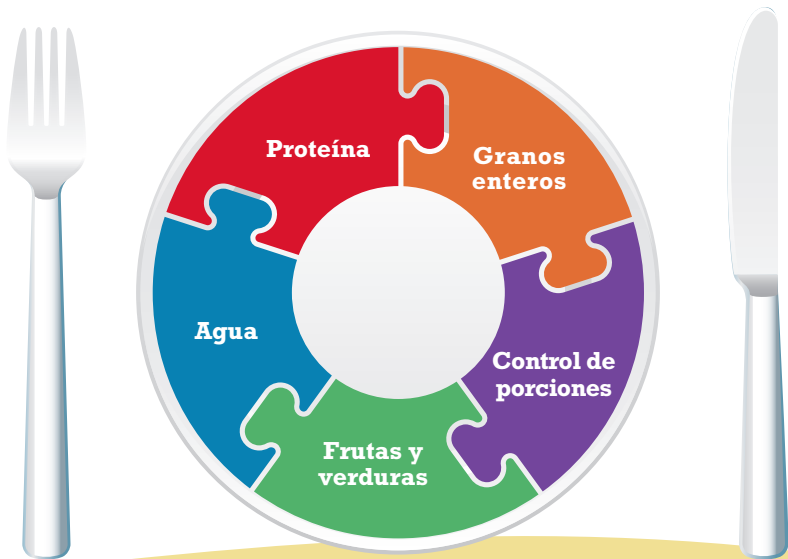 Proteína
Granos
enteros
Agua
Control de
porciones
Frutas y
verduras